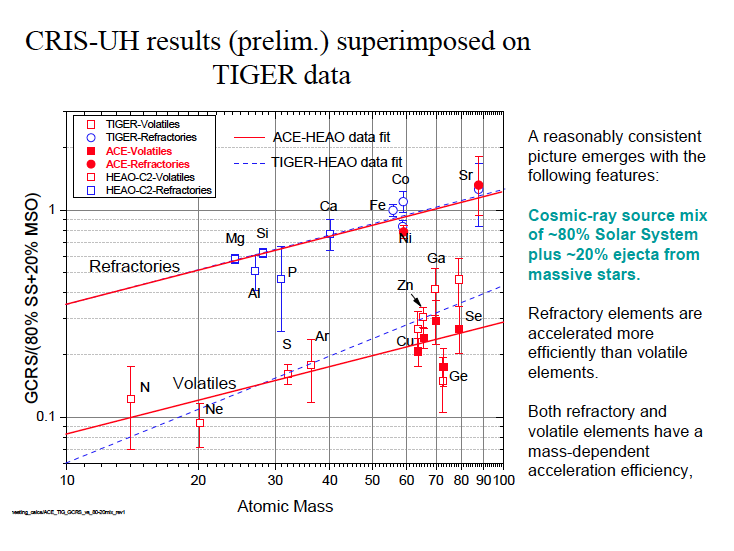 CRIS-UH results (prelim.) superimposed on
TIGER data
TIGER-Volatiles
TIGER-Refractories
ACE-Volatiles
ACE-Refractories
HEAO-C2-Volatiles
HEAO-C2-Refractories
ACE-HEAO data fit
TIGER-HEAO data fit
GCRS/(80% SS+20% MSO)
1
0.1
Mg
Si
Al
P
Ca
Fe
Co
Ni
Sr
Refractories
Ga
Zn
Cu
Se
Ge
S
Ar
N
Ne
Volatiles
10
20
30
40
50
60
70
80
90
100
Atomic Mass
A reasonably consistent
picture emerges with the
following features:
Cosmic-ray source mix
of ~80% Solar System
plus ~20% ejecta from
massive stars.
Refractory elements are
accelerated more
efficiently than volatile
elements.
Both refractory and
volatile elements have a
mass-dependent
acceleration efficiency,